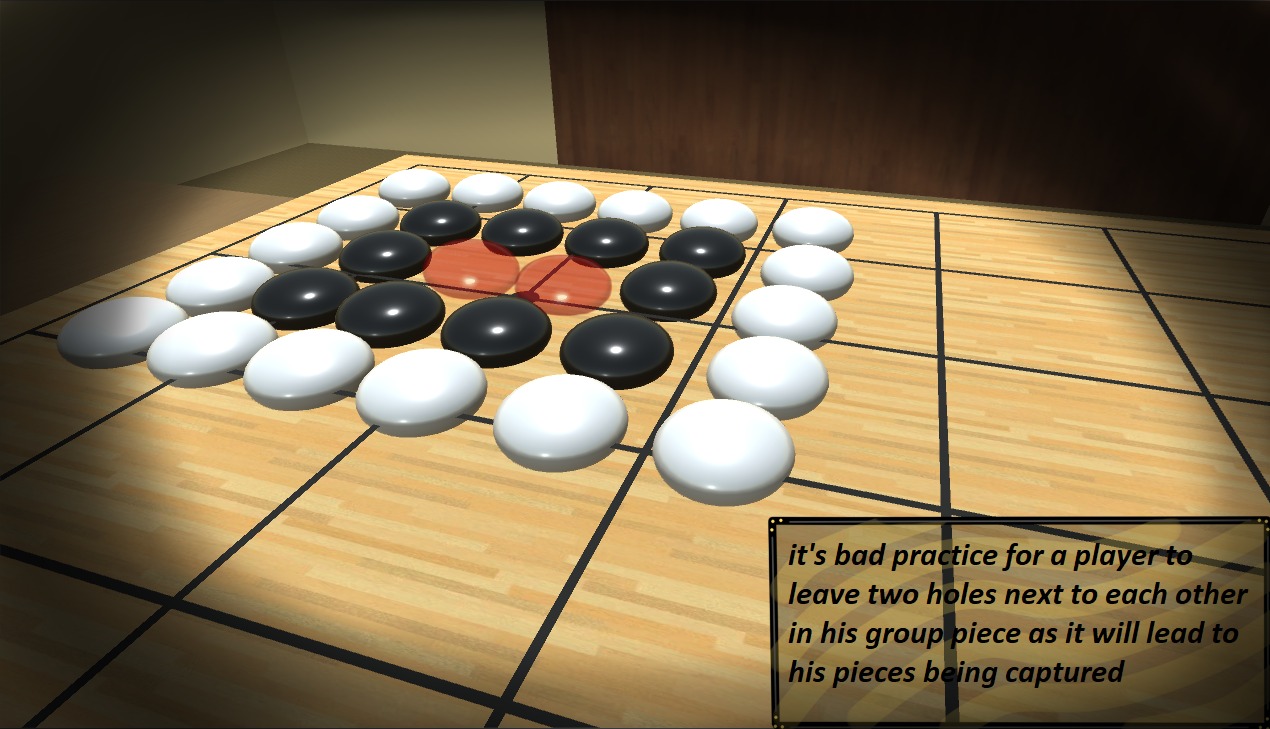 it's bad practice for a player to
leave two holes next to each other
in his group piece as it will lead to
his pieces being captured